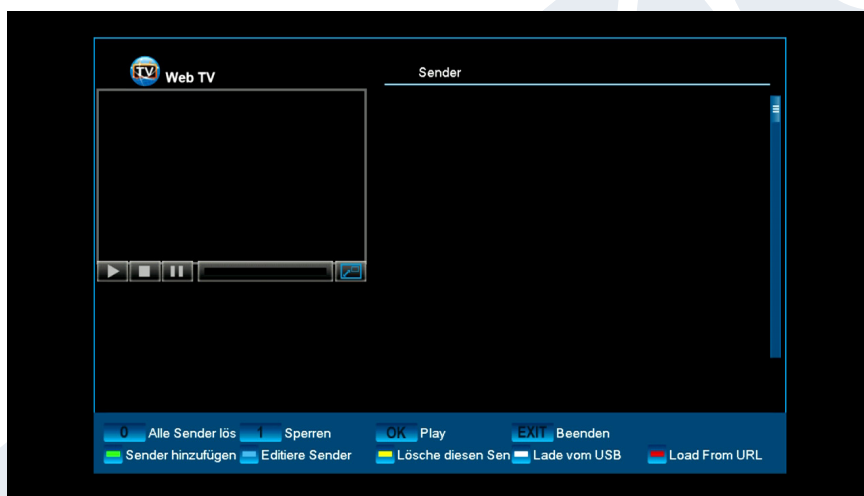 TV Web TV
Sender
0 Alle Sender lös 1 Sperren OK Play EXIT Beenden
Sender hinzufügen Editiere Sender Lösche diesen Sen Lade vom USB Load From URL